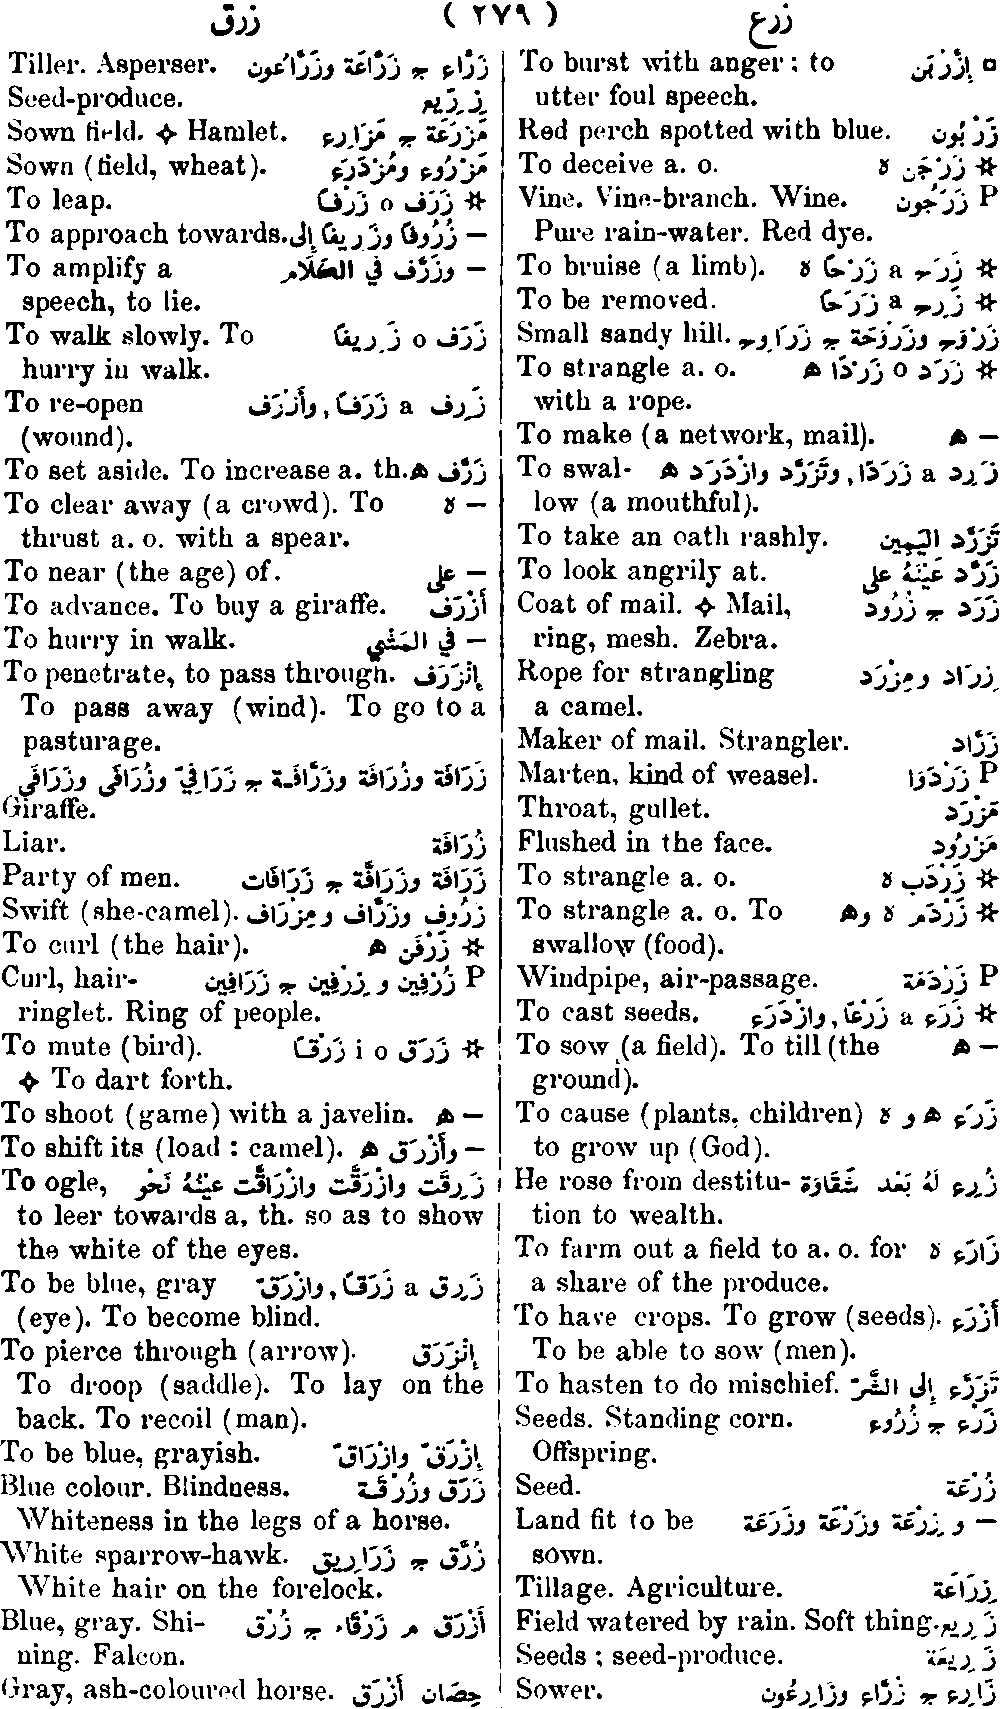 زرق ( ٢٧٩ ) زرع
To burst with anger ; to إِزْرَبَّن □
utter foul speech.
Red perch spotted with blue. زَرْبُون
To deceive a. o. ✲ زَرْجَن ه
Vine. Vine-branch. Wine. P زَرَجُون
Pure rain-water. Red dye.
To bruise (a limb). ✲ زَرَح a زَرْحًا ه
To be removed. ✲ زَرِح a زَرَحًا
Small sandy hill. زَرْوَح وزَرْوَحَة ج زَرَاوِح
To strangle a. o. ✲ زَرَد o زَرْدًا ه
with a rope.
To make (a network, mail). – ه
To swal- زَرِد a زَرَدًا, وتَزَرَّد وازْدَرَد ه
low (a mouthful).
To take an oath rashly. تَزَرَّد اليَمِين
To look angrily at. زَرَّد عَيْنَهُ على
Coat of mail. ✧ Mail, زَرَد ج زُرُود
ring, mesh. Zebra.
Rope for strangling زِرَاد ومِزْرَد
a camel.
Maker of mail. Strangler. زَرَّاد
Marten, kind of weasel. P زَرْدَوَا
Throat, gullet. مَزْرَد
Flushed in the face. مَزْرُود
To strangle a. o. ✲ زَرْدَب ه
To strangle a. o. To ✲ زَرْدَم ه وه
swallow (food).
Windpipe, air-passage. P زَرْدَمَة
To cast seeds. ✲ زَرَع a زَرْعًا, وازْدَرَع
To sow (a field). To till (the – ه
ground).
To cause (plants, children) زَرَع ه و ه
to grow up (God).
He rose from destitu- زُرِع لَهُ بَعْد شَقَاوَة
tion to wealth.
To farm out a field to a. o. for زَارَع ه
a share of the produce.
To have crops. To grow (seeds). أَزْرَع
To be able to sow (men).
To hasten to do mischief. تَزَرَّع إِلى الشَّرّ
Seeds. Standing corn. زَرْع ج زُرُوع
Offspring.
Seed. زُرْعَة
Land fit to be – و زِرْعَة وزَرْعَة وزَرَعَة
sown.
Tillage. Agriculture. زِرَاعَة
Field watered by rain. Soft thing. زَرِيع
Seeds ; seed-produce. زَرِيعَة
Sower. زَارِع ج زُرَّاع وزَارِعُون
Tiller. Asperser. زَرَّاع ج زَرَّاعَة وزَرَّاعُون
Seed-produce. زِرِّيع
Sown field. ✧ Hamlet. مَزْرَعَة ج مَزَارِع
Sown (field, wheat). مَزْرُوع ومُزْدَرَع
To leap. ✲ زَرَف o زَرْفًا
To approach towards. – زُرُوفًا وزَرِيفًا إِلى
To amplify a – وزَرَّف في الكَلَام
speech, to lie.
To walk slowly. To زَرَف o زَرِيفًا
hurry in walk.
To re-open زَرِف a زَرَفًا, وأَزْرَف
(wound).
To set aside. To increase a. th. زَرَّف ه
To clear away (a crowd). To – ه
thrust a. o. with a spear.
To near (the age) of. – على
To advance. To buy a giraffe. أَزْرَف
To hurry in walk. – في المَشْي
To penetrate, to pass through. إِنْزَرَف
To pass away (wind). To go to a
pasturage.
زَرَافَة وزُرَافَة وزَرَّافَة ج زَرَافِيّ وزُرَافَى وزَرَافَى
Giraffe.
Liar. زُرَافَة
Party of men. زَرَافَة وزَرَافَّة ج زَرَافَات
Swift (she-camel). زَرُوف وزَرَّاف ومِزْرَاف
To curl (the hair). ✲ زَرْفَن ه
Curl, hair- P زُرْفِين و زِرْفِين ج زَرَافِين
ringlet. Ring of people.
To mute (bird). ✲ زَرَق i o زَرْقًا
✧ To dart forth.
To shoot (game) with a javelin. – ه
To shift its (load : camel). – وأَزْرَق ه
To ogle, زَرِقَت وازْرَقَّت وازْرَاقَّت عَيْنُهُ نَحْو
to leer towards a. th. so as to show
the white of the eyes.
To be blue, gray زَرِق a زَرَقًا, وازْرَقّ
(eye). To become blind.
To pierce through (arrow). إِنْزَرَق
To droop (saddle). To lay on the
back. To recoil (man).
To be blue, grayish. إِزْرَقّ وازْرَاقّ
Blue colour. Blindness. زَرَق وزُرْقَة
Whiteness in the legs of a horse.
White sparrow-hawk. زُرَّق ج زَرَارِيق
White hair on the forelock.
Blue, gray. Shi- أَزْرَق م زَرْقَاء ج زُرْق
ning. Falcon.
Gray, ash-coloured horse. حِصَان أَزْرَق